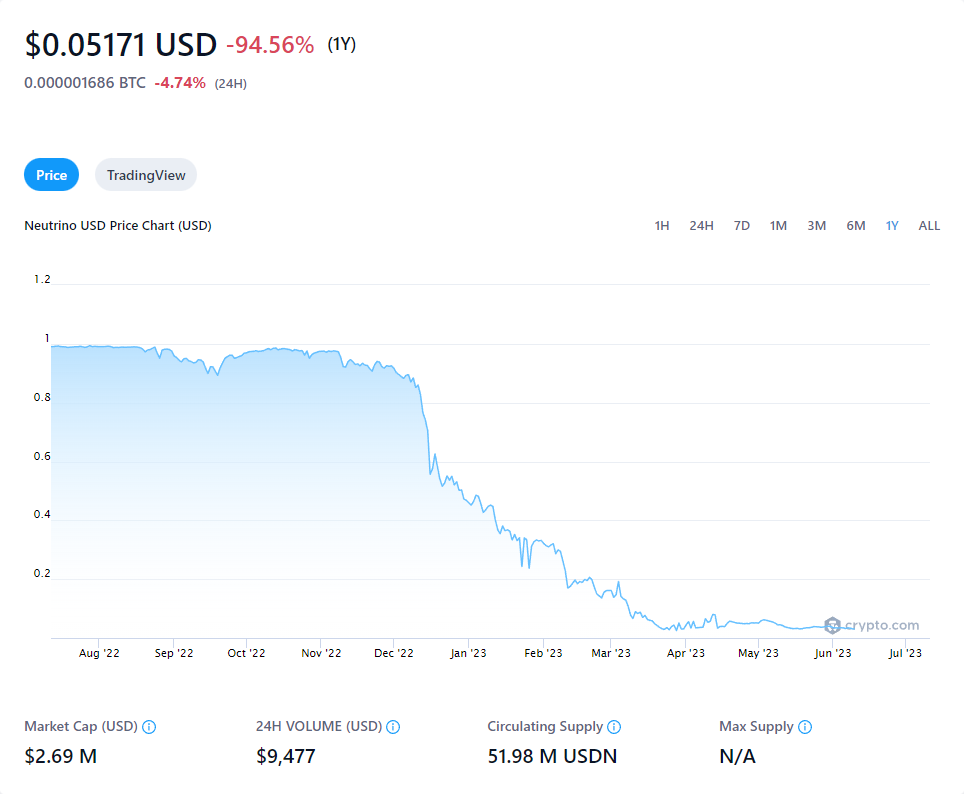 $0.05171 USD -94.56% (1Y)
0.000001686 BTC -4.74% (24H)
Price TradingView
Neutrino USD Price Chart (USD) 1H 24H 7D 1M 3M 6M 1Y ALL
1.2
1
0.8
0.6
0.4
0.2
crypto.com
Aug '22 Sep '22 Oct '22 Nov '22 Dec '22 Jan '23 Feb '23 Mar '23 Apr '23 May '23 Jun '23 Jul '23
Market Cap (USD) 24H VOLUME (USD) Circulating Supply Max Supply
$2.69 M $9,477 51.98 M USDN N/A